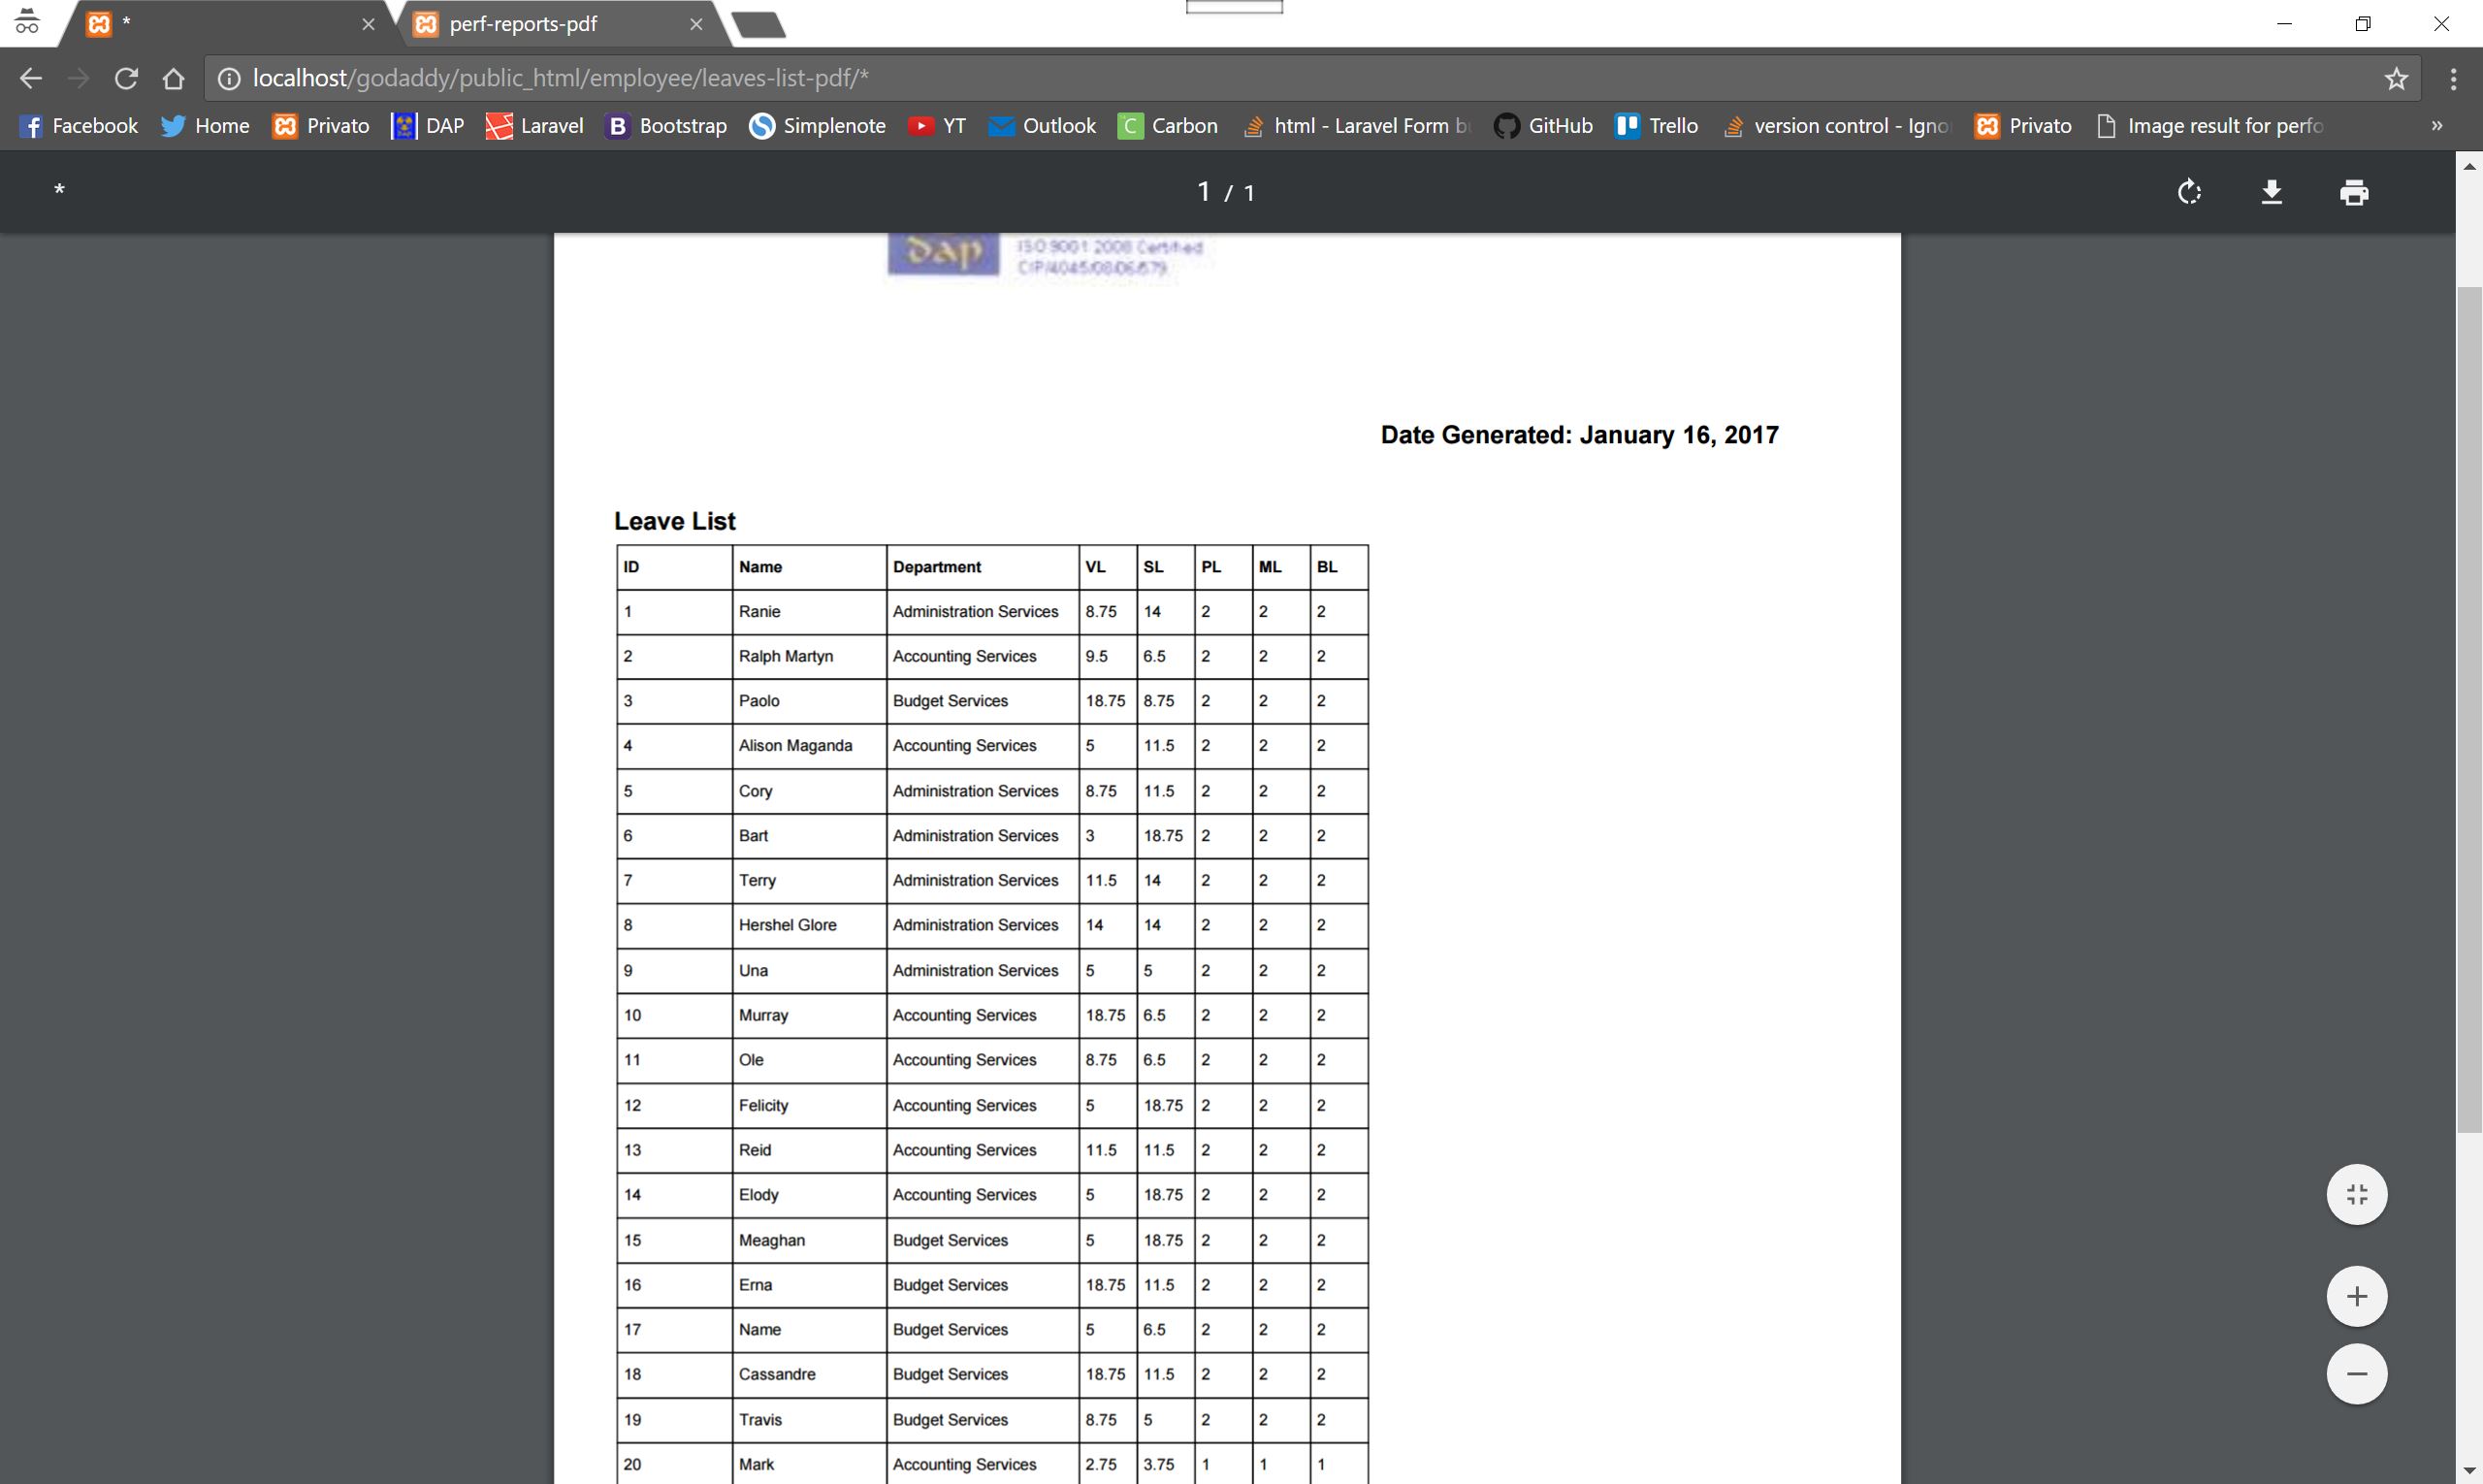 *
perf-reports-pdf
localhost/godaddy/public_html/employee/leaves-list-pdf/*
Facebook Home Privato DAP Laravel Bootstrap Simplenote YT Outlook Carbon html - Laravel Form b GitHub Trello version control - Igno Privato Image result for perfo »
* 1 / 1
dap
ISO 9001:2008 Certified
Date Generated: January 16, 2017
Leave List
ID Name Department VL SL PL ML BL
1 Ranie Administration Services 8.75 14 2 2 2
2 Ralph Martyn Accounting Services 9.5 6.5 2 2 2
3 Paolo Budget Services 18.75 8.75 2 2 2
4 Alison Maganda Accounting Services 5 11.5 2 2 2
5 Cory Administration Services 8.75 11.5 2 2 2
6 Bart Administration Services 3 18.75 2 2 2
7 Terry Administration Services 11.5 14 2 2 2
8 Hershel Glore Administration Services 14 14 2 2 2
9 Una Administration Services 5 5 2 2 2
10 Murray Accounting Services 18.75 6.5 2 2 2
11 Ole Accounting Services 8.75 6.5 2 2 2
12 Felicity Accounting Services 5 18.75 2 2 2
13 Reid Accounting Services 11.5 11.5 2 2 2
14 Elody Accounting Services 5 18.75 2 2 2
15 Meaghan Budget Services 5 18.75 2 2 2
16 Erna Budget Services 18.75 11.5 2 2 2
17 Name Budget Services 5 6.5 2 2 2
18 Cassandre Budget Services 18.75 11.5 2 2 2
19 Travis Budget Services 8.75 5 2 2 2
20 Mark Accounting Services 2.75 3.75 1 1 1